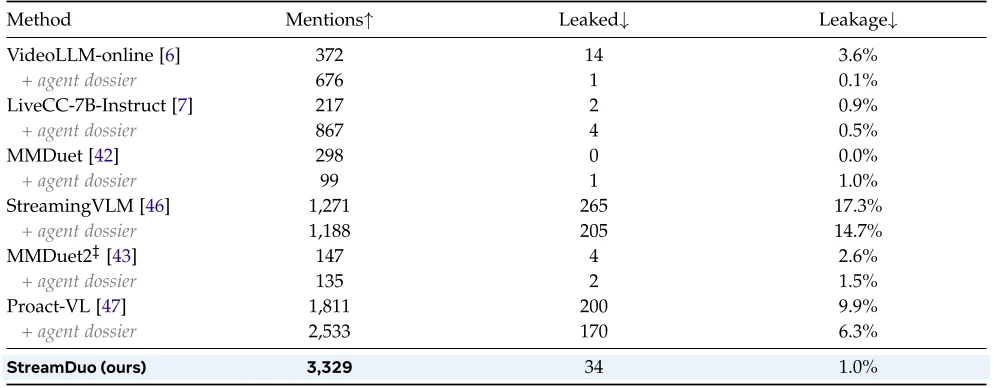 Method Mentions↑ Leaked↓ Leakage↓
VideoLLM-online [6] 372 14 3.6%
+ agent dossier 676 1 0.1%
LiveCC-7B-Instruct [7] 217 2 0.9%
+ agent dossier 867 4 0.5%
MMDuet [42] 298 0 0.0%
+ agent dossier 99 1 1.0%
StreamingVLM [46] 1,271 265 17.3%
+ agent dossier 1,188 205 14.7%
MMDuet2‡ [43] 147 4 2.6%
+ agent dossier 135 2 1.5%
Proact-VL [47] 1,811 200 9.9%
+ agent dossier 2,533 170 6.3%
StreamDuo (ours) 3,329 34 1.0%